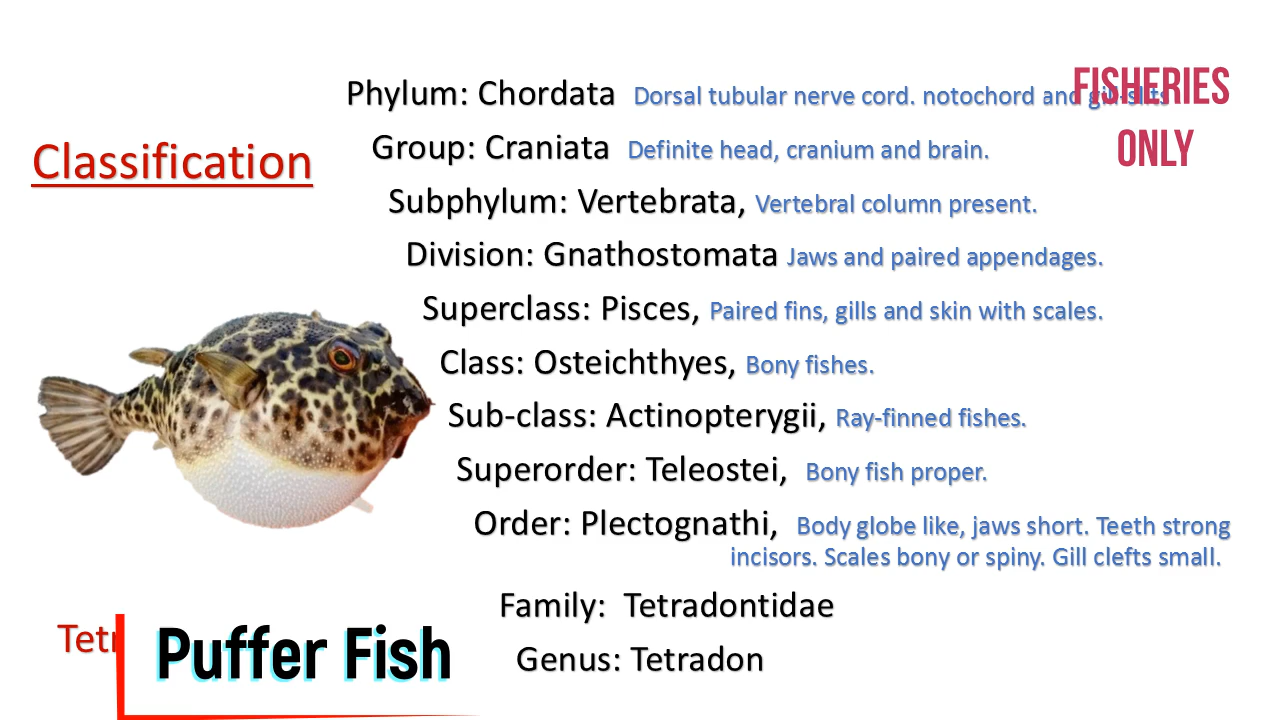 Phylum: Chordata Dorsal tubular nerve cord. notochord and gill-slits
FISHERIES
ONLY
Classification
Group: Craniata Definite head, cranium and brain.
Subphylum: Vertebrata, Vertebral column present.
Division: Gnathostomata Jaws and paired appendages.
Superclass: Pisces, Paired fins, gills and skin with scales.
Class: Osteichthyes, Bony fishes.
Sub-class: Actinopterygii, Ray-finned fishes.
Superorder: Teleostei, Bony fish proper.
Order: Plectognathi, Body globe like, jaws short. Teeth strong
incisors. Scales bony or spiny. Gill clefts small.
Family: Tetradontidae
Puffer Fish
Genus: Tetradon